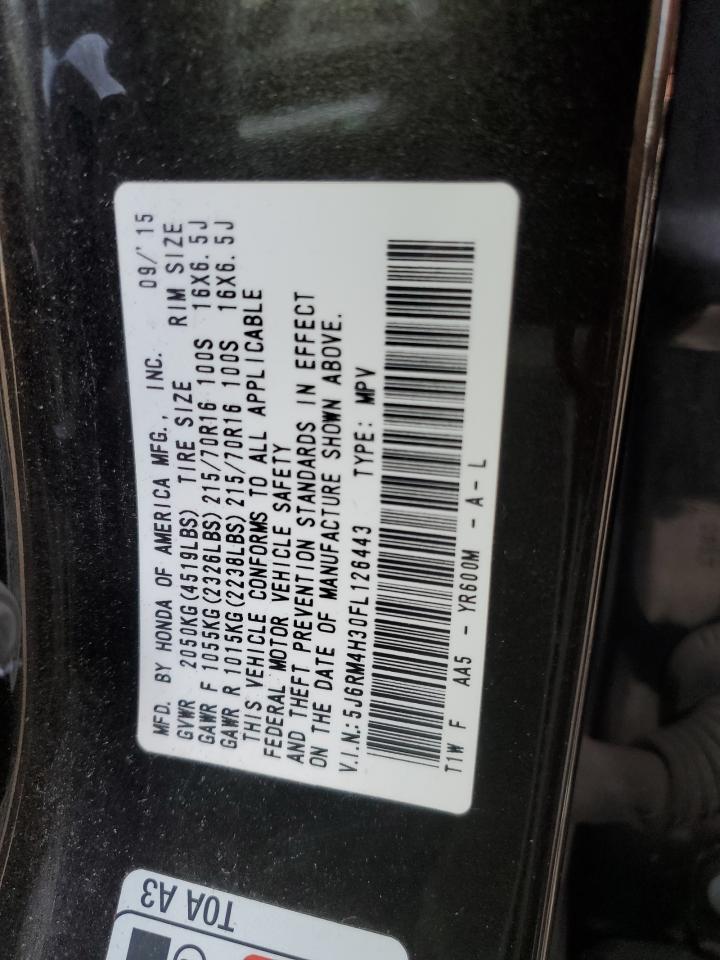 MFD. BY HONDA OF AMERICA MFG., INC. 09/'15
GVWR 2050KG(4519LBS) TIRE SIZE RIM SIZE
GAWR F 1055KG(2326LBS) 215/70R16 100S 16X6.5J
GAWR R 1015KG(2238LBS) 215/70R16 100S 16X6.5J
THIS VEHICLE CONFORMS TO ALL APPLICABLE
FEDERAL MOTOR VEHICLE SAFETY
AND THEFT PREVENTION STANDARDS IN EFFECT
ON THE DATE OF MANUFACTURE SHOWN ABOVE.
V.I.N.:5J6RM4H30FL126443 TYPE: MPV
T1W F AA5 - YR600M - A - L
T0A A3